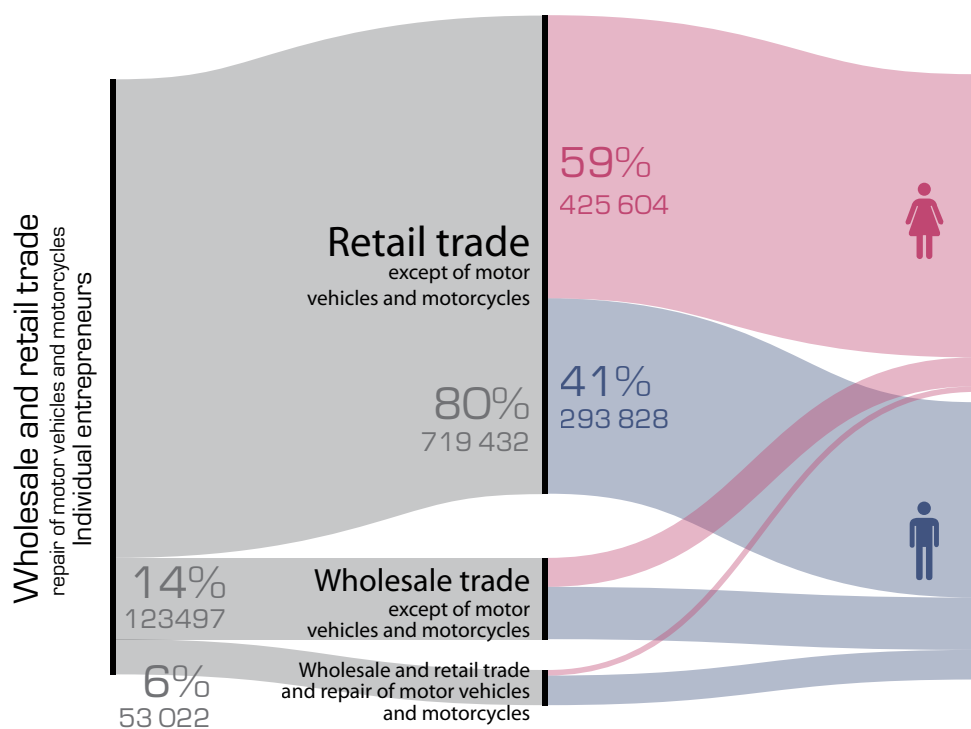 Wholesale and retail trade
repair of motor vehicles and motorcycles
Individual entrepreneurs
Retail trade
except of motor
vehicles and motorcycles
80%
719 432
59%
425 604
41%
293 828
14%
123497
Wholesale trade
except of motor
vehicles and motorcycles
6%
53 022
Wholesale and retail trade
and repair of motor vehicles
and motorcycles